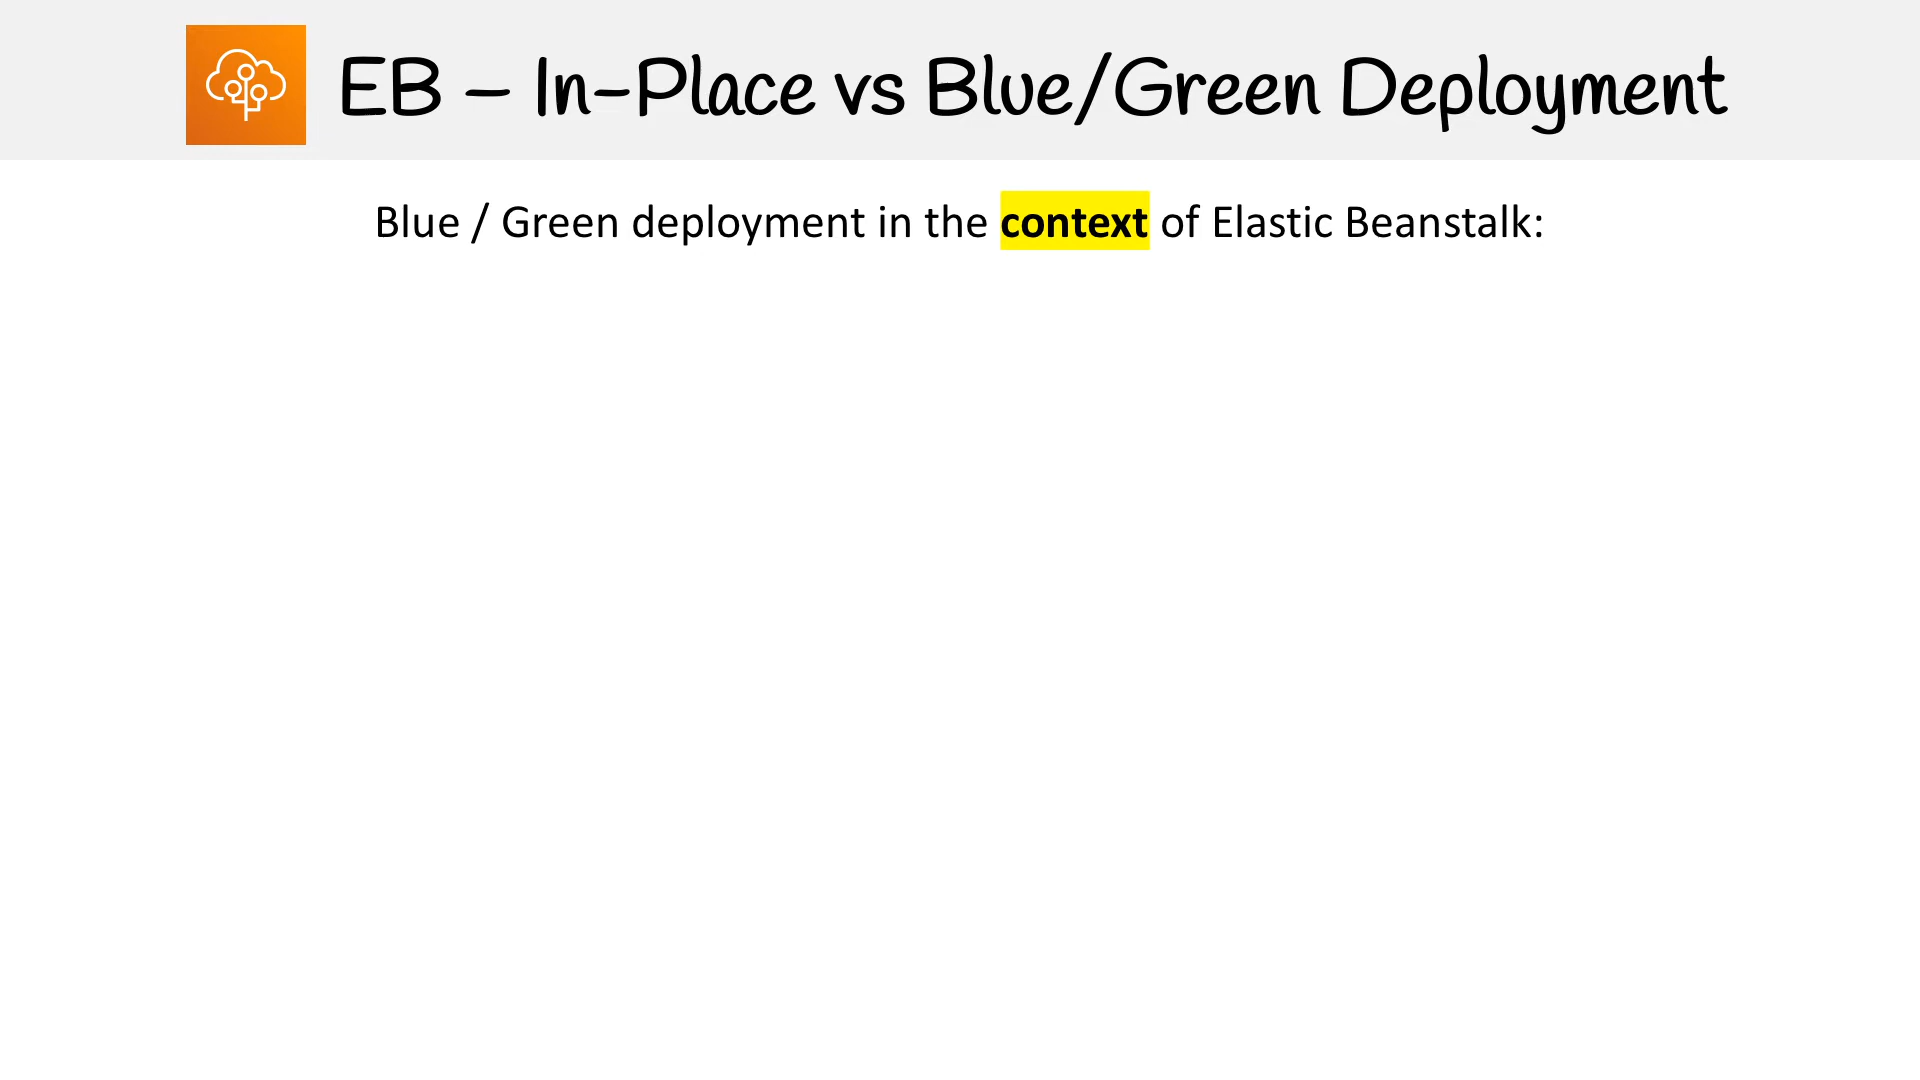 EB – In-Place vs Blue/Green Deployment
Blue / Green deployment in the context of Elastic Beanstalk: